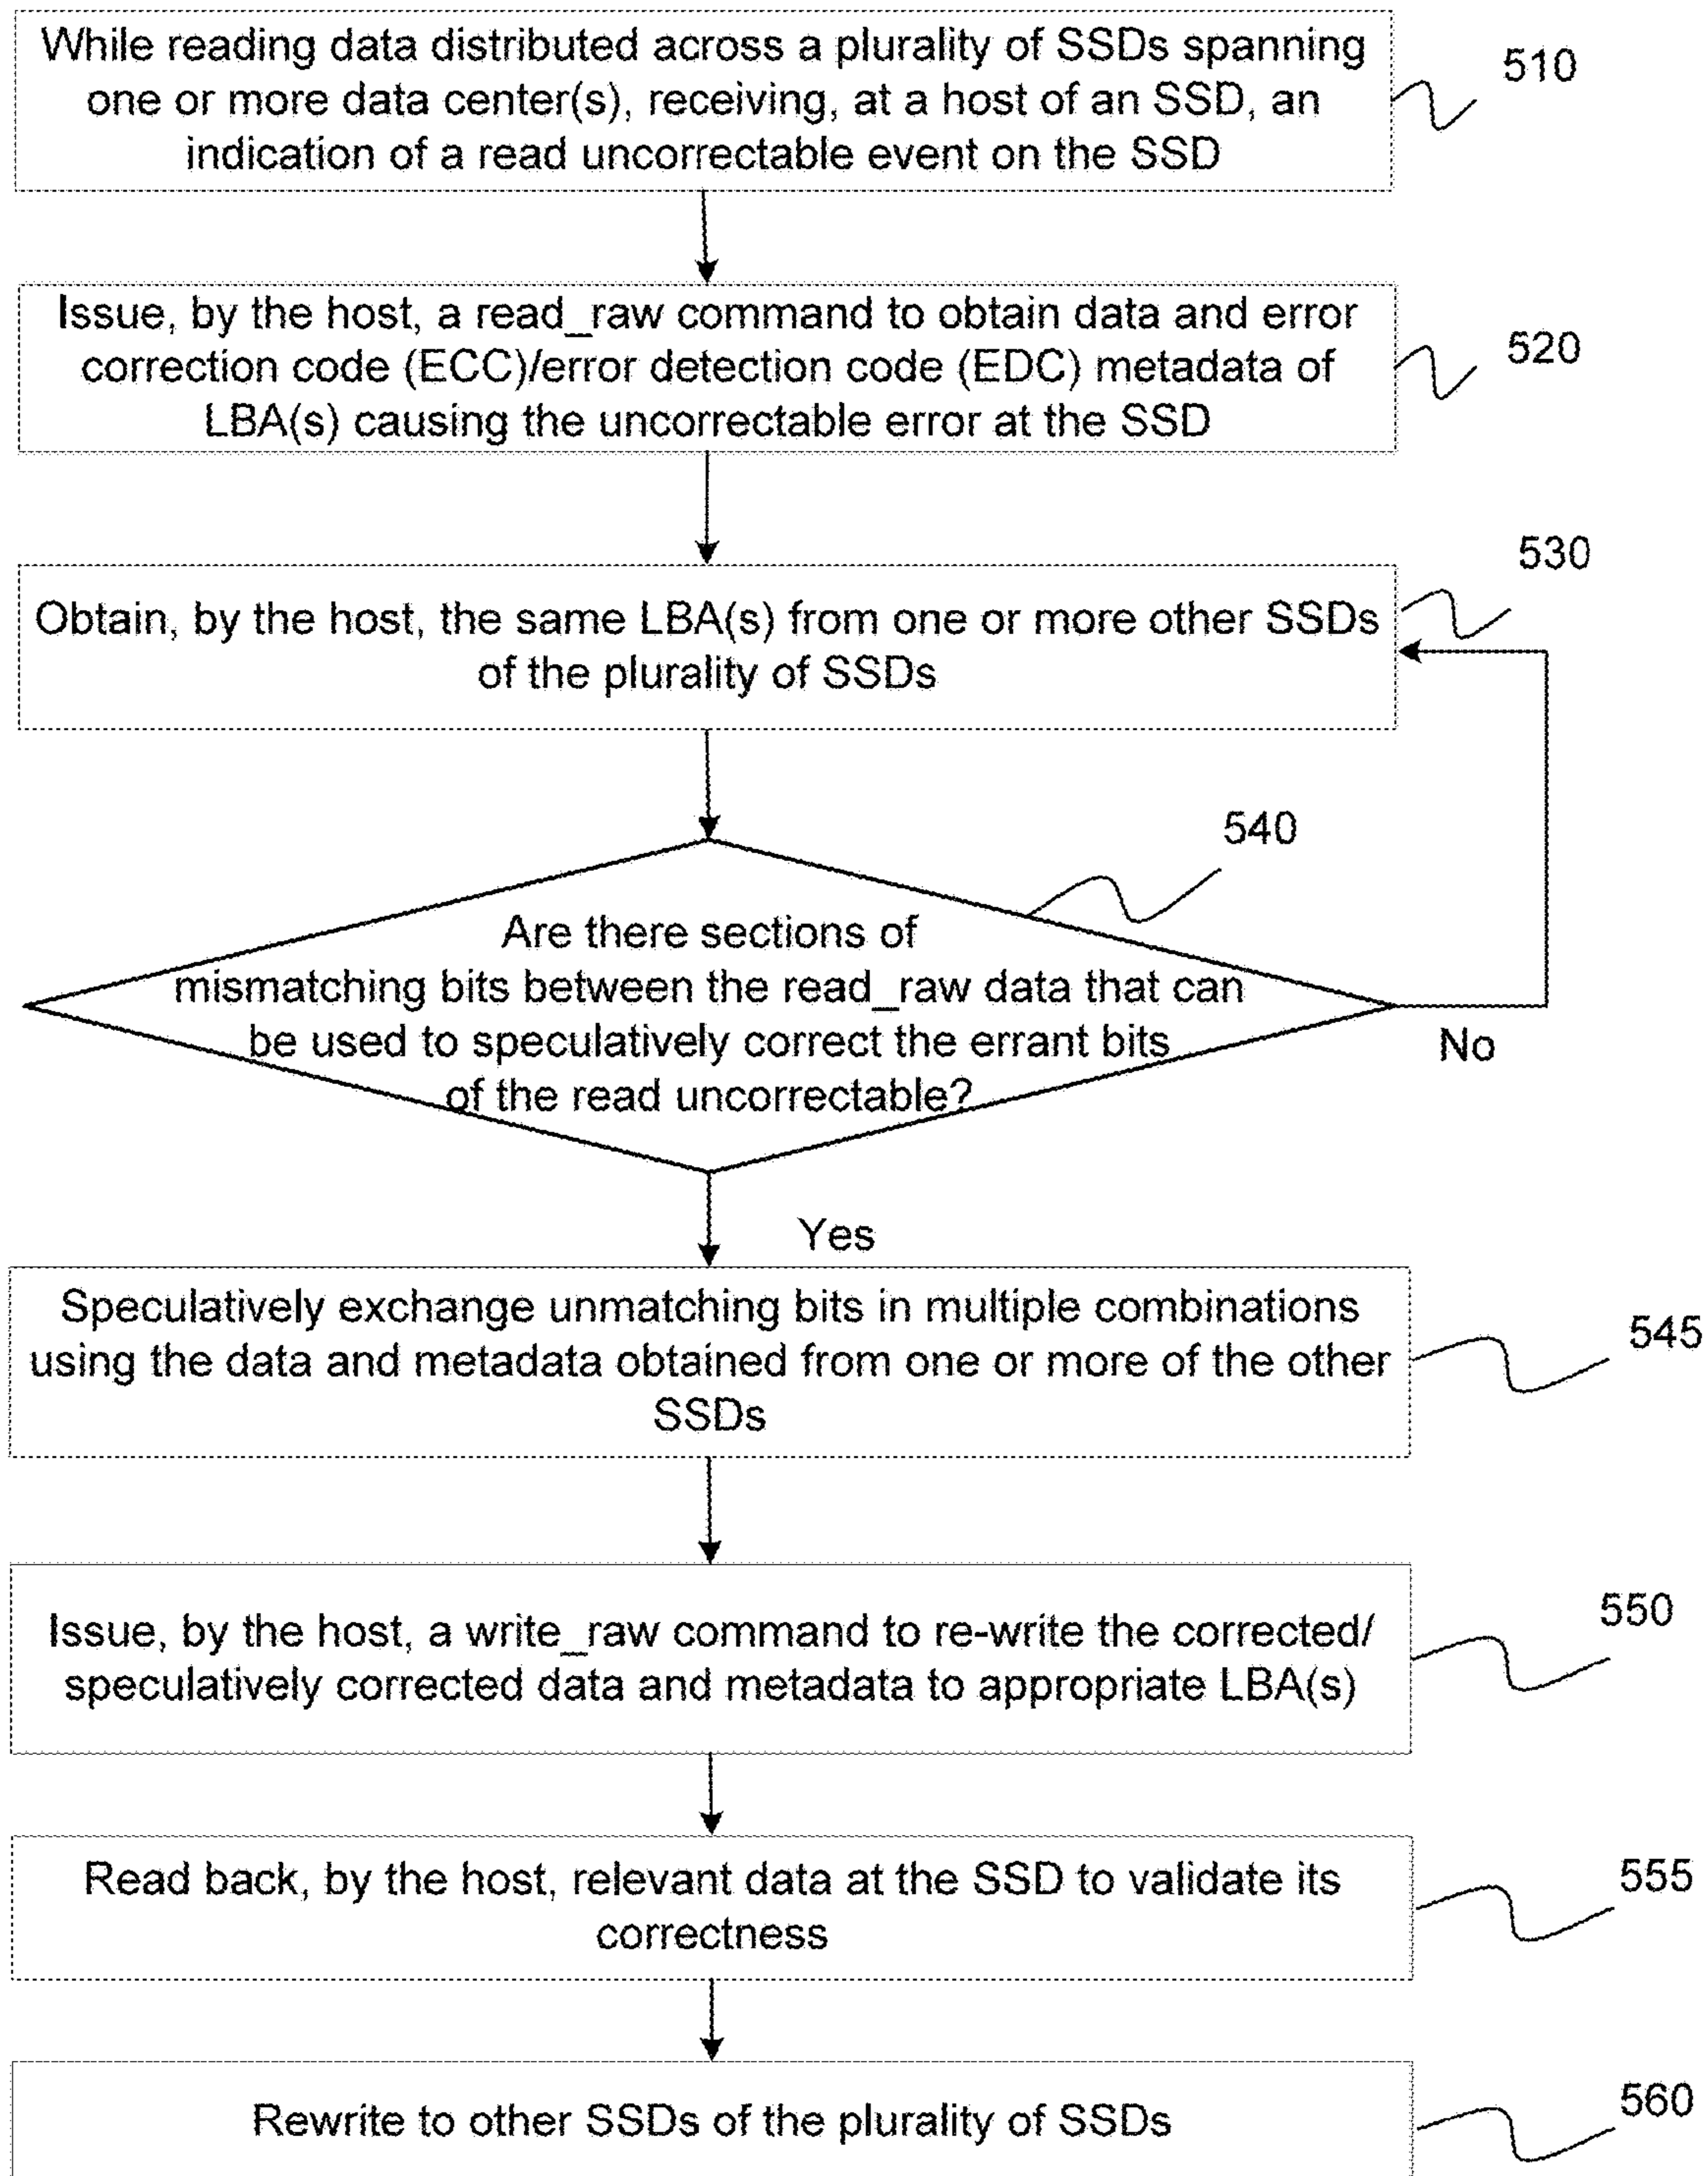 While reading data distributed across a plurality of SSDs spanning
one or more data center(s), receiving, at a host of an SSD, an
indication of a read uncorrectable event on the SSD
510
Issue, by the host, a read_raw command to obtain data and error
correction code (ECC)/error detection code (EDC) metadata of
LBA(s) causing the uncorrectable error at the SSD
520
530
Obtain, by the host, the same LBA(s) from one or more other SSDs
of the plurality of SSDs
540
Are there sections of
mismatching bits between the read_raw data that can
be used to speculatively correct the errant bits
of the read uncorrectable?
No
Yes
Speculatively exchange unmatching bits in multiple combinations
using the data and metadata obtained from one or more of the other
SSDs
545
Issue, by the host, a write_raw command to re-write the corrected/
speculatively corrected data and metadata to appropriate LBA(s)
550
Read back, by the host, relevant data at the SSD to validate its
correctness
555
Rewrite to other SSDs of the plurality of SSDs
560